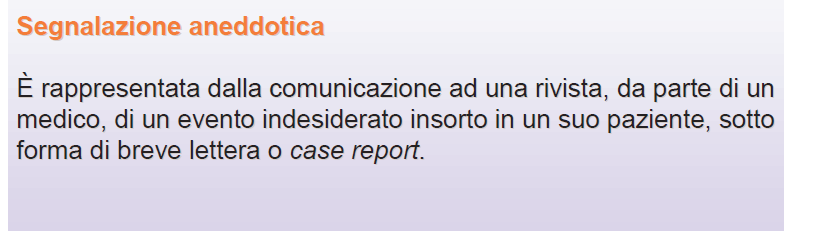 Segnalazione aneddotica
È rappresentata dalla comunicazione ad una rivista, da parte di un
medico, di un evento indesiderato insorto in un suo paziente, sotto
forma di breve lettera o case report.